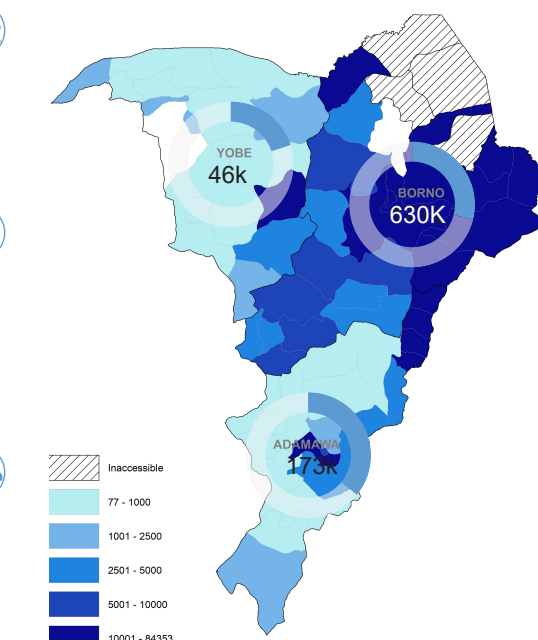 YOBE
46k
BORNO
630K
ADAMAWA
173k
Inaccessible
77 - 1000
1001 - 2500
2501 - 5000
5001 - 10000
10001 - 84353